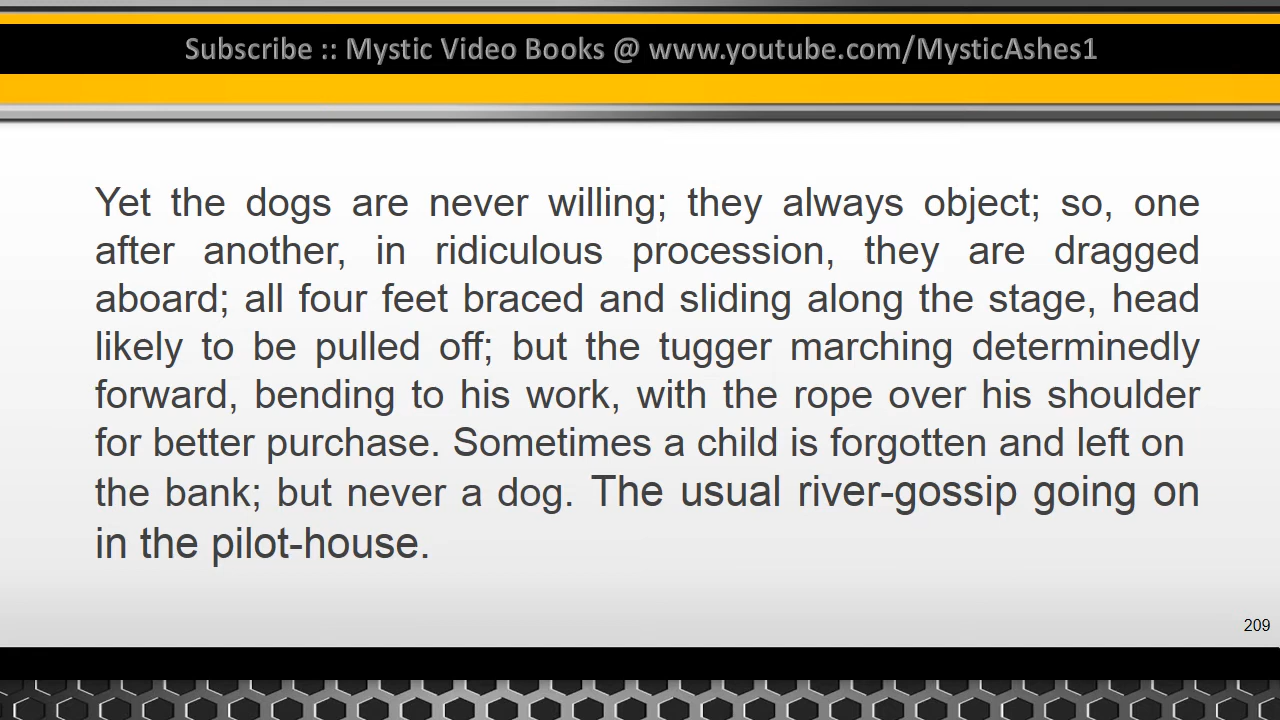 Subscribe :: Mystic Video Books @ www.youtube.com/MysticAshes1
Yet the dogs are never willing; they always object; so, one
after another, in ridiculous procession, they are dragged
aboard; all four feet braced and sliding along the stage, head
likely to be pulled off; but the tugger marching determinedly
forward, bending to his work, with the rope over his shoulder
for better purchase. Sometimes a child is forgotten and left on
the bank; but never a dog. The usual river-gossip going on
in the pilot-house.
209